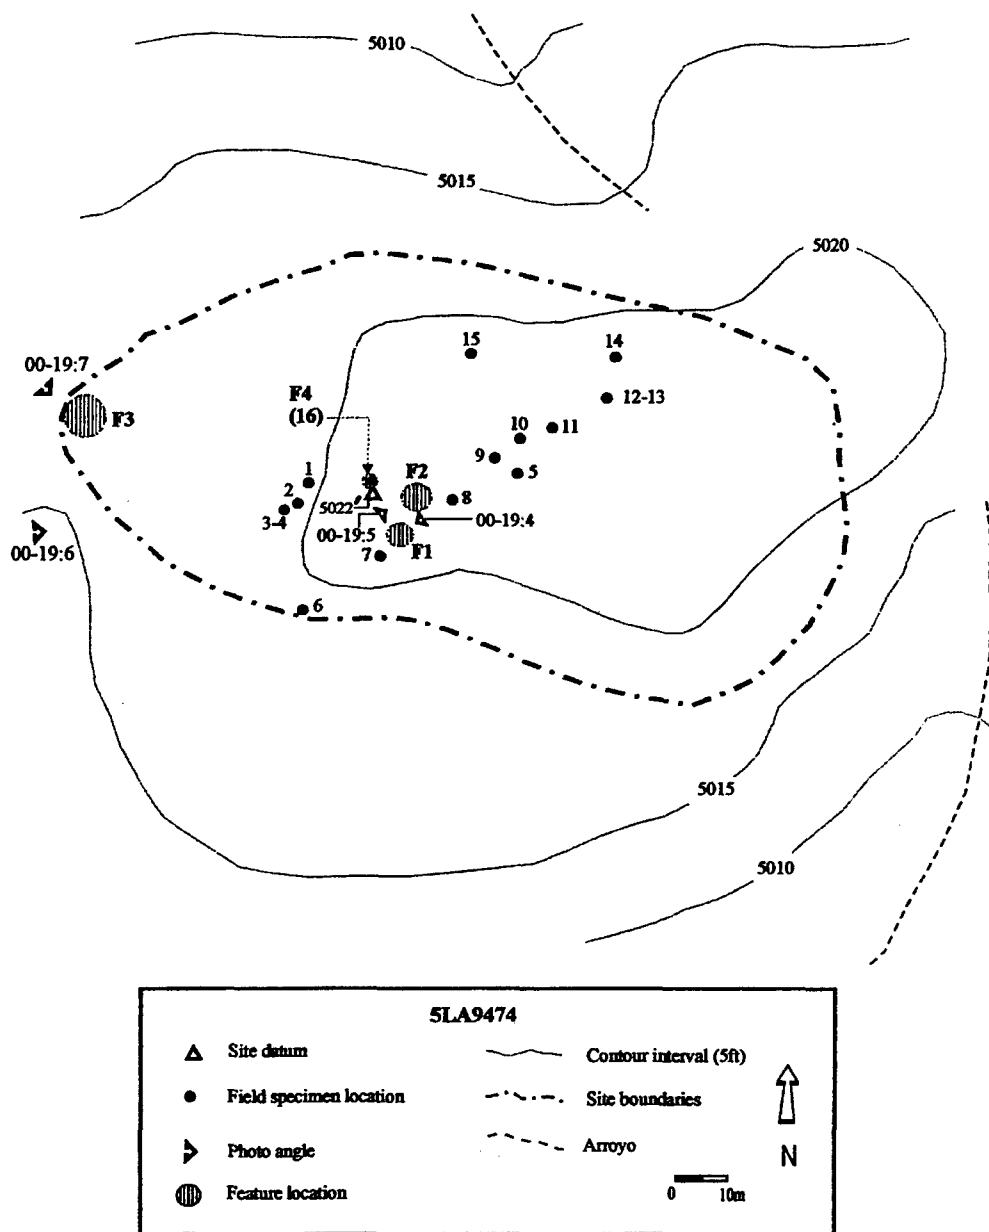 5010
5015
5020
15
14
00-19:7
F3
F4
(16)
12-13
11
10
9
5
1
2
3-4
F2
8
5022'
00-19:4
00-19:5
F1
00-19:6
7
6
5015
5010
5LA9474
Site datum
Contour interval (5ft)
Field specimen location
Site boundaries
Photo angle
Arroyo
N
Feature location
0 10m